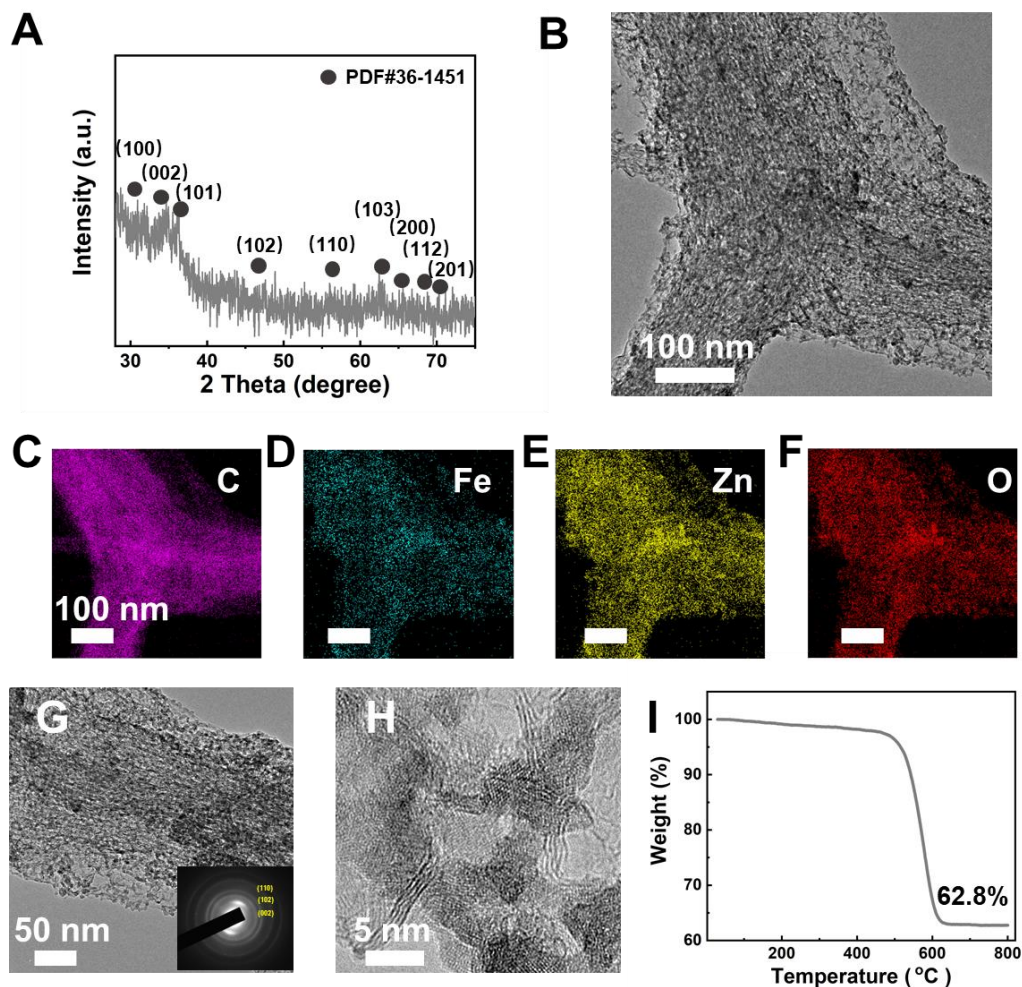 A
PDF#36-1451
(100)
(002)
(101)
(102)
(110)
(103)
(200)
(112)
(201)
Intensity (a.u.)
30 40 50 60 70
2 Theta (degree)
B
100 nm
C
C
100 nm
D
Fe
E
Zn
F
O
G
50 nm
(110)
(102)
(002)
H
5 nm
I
100
90
80
70
60
Weight (%)
62.8%
200 400 600 800
Temperature ( °C)